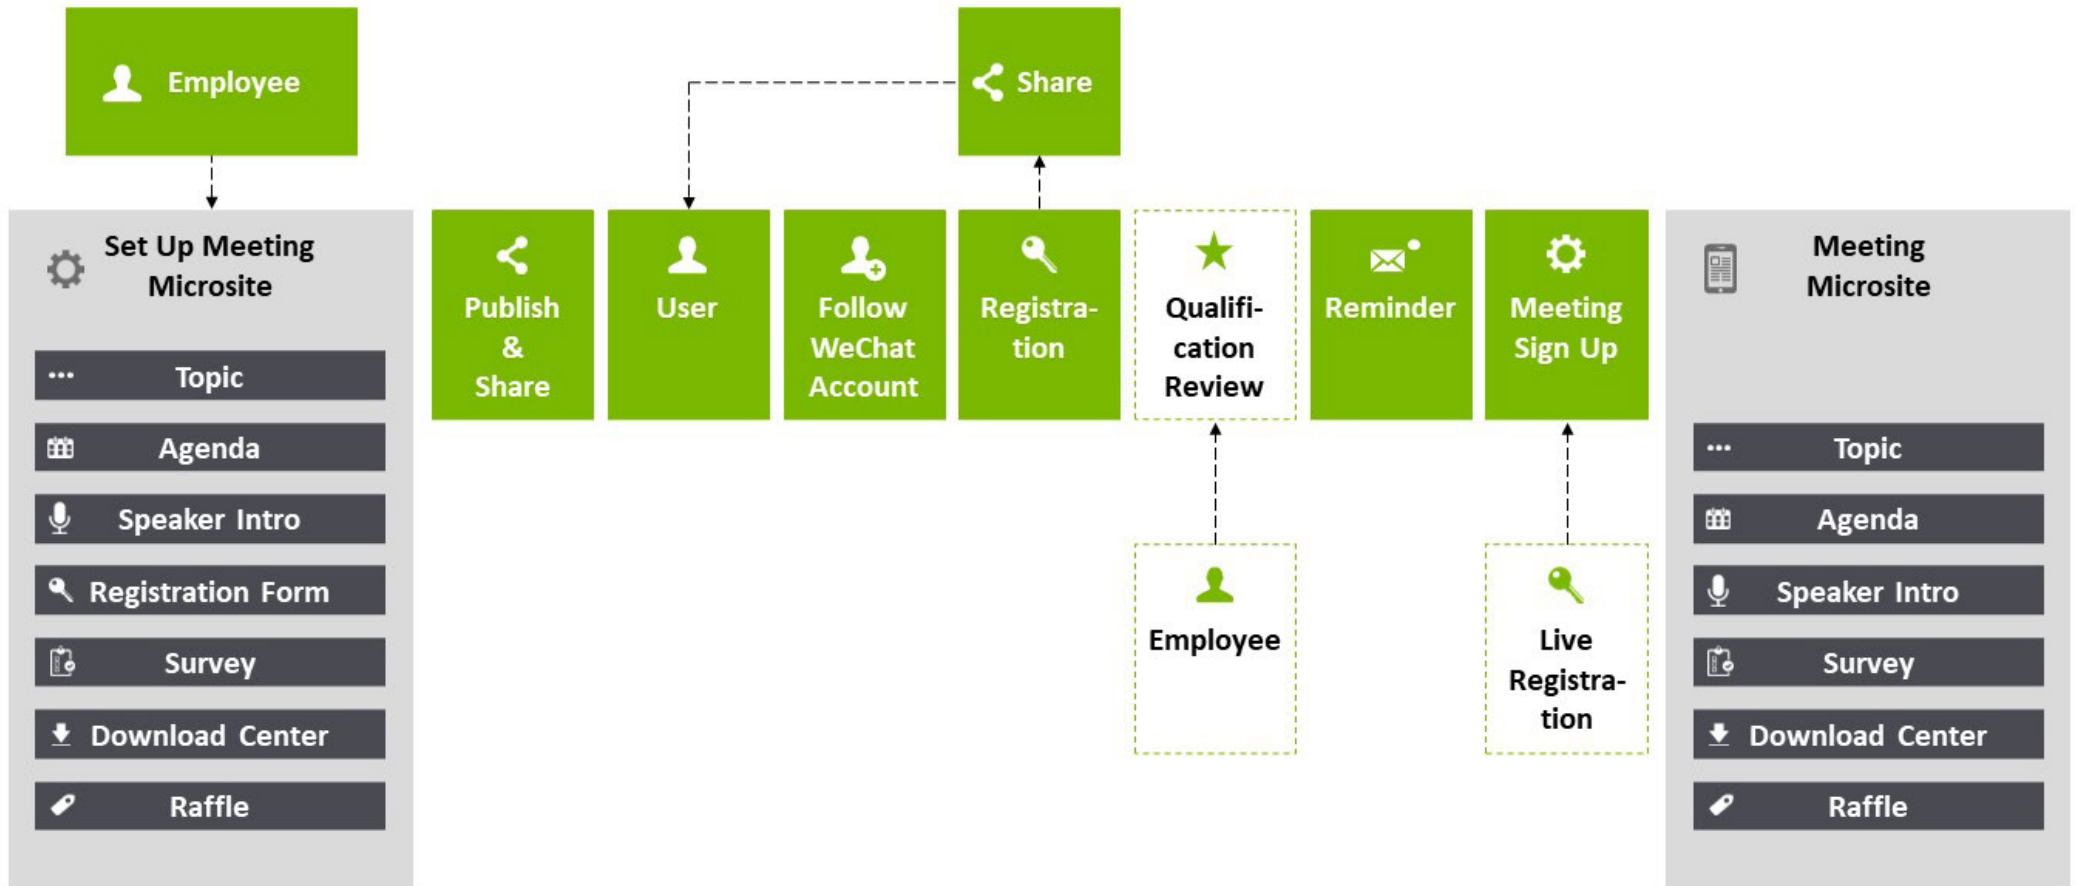 Employee
Share
Set Up Meeting
Microsite
Topic
Agenda
Speaker Intro
Registration Form
Survey
Download Center
Raffle
Publish
&
Share
User
Follow
WeChat
Account
Registra-
tion
Qualifi-
cation
Review
Reminder
Meeting
Sign Up
Employee
Live
Registra-
tion
Meeting
Microsite
Topic
Agenda
Speaker Intro
Survey
Download Center
Raffle